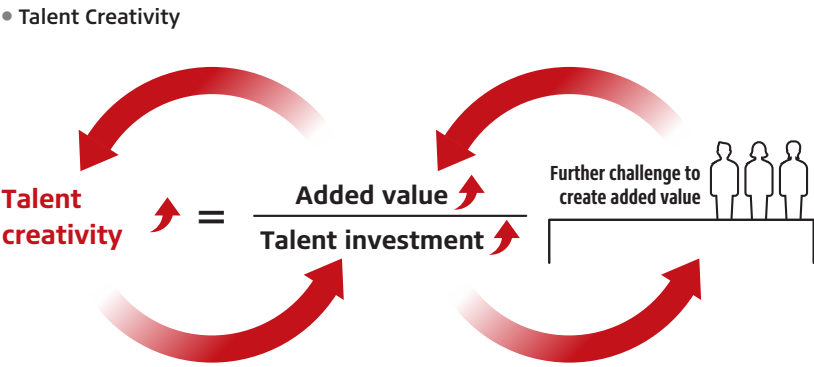 • Talent Creativity
Further challenge to
create added value
Talent
creativity
=
Added value
Talent investment